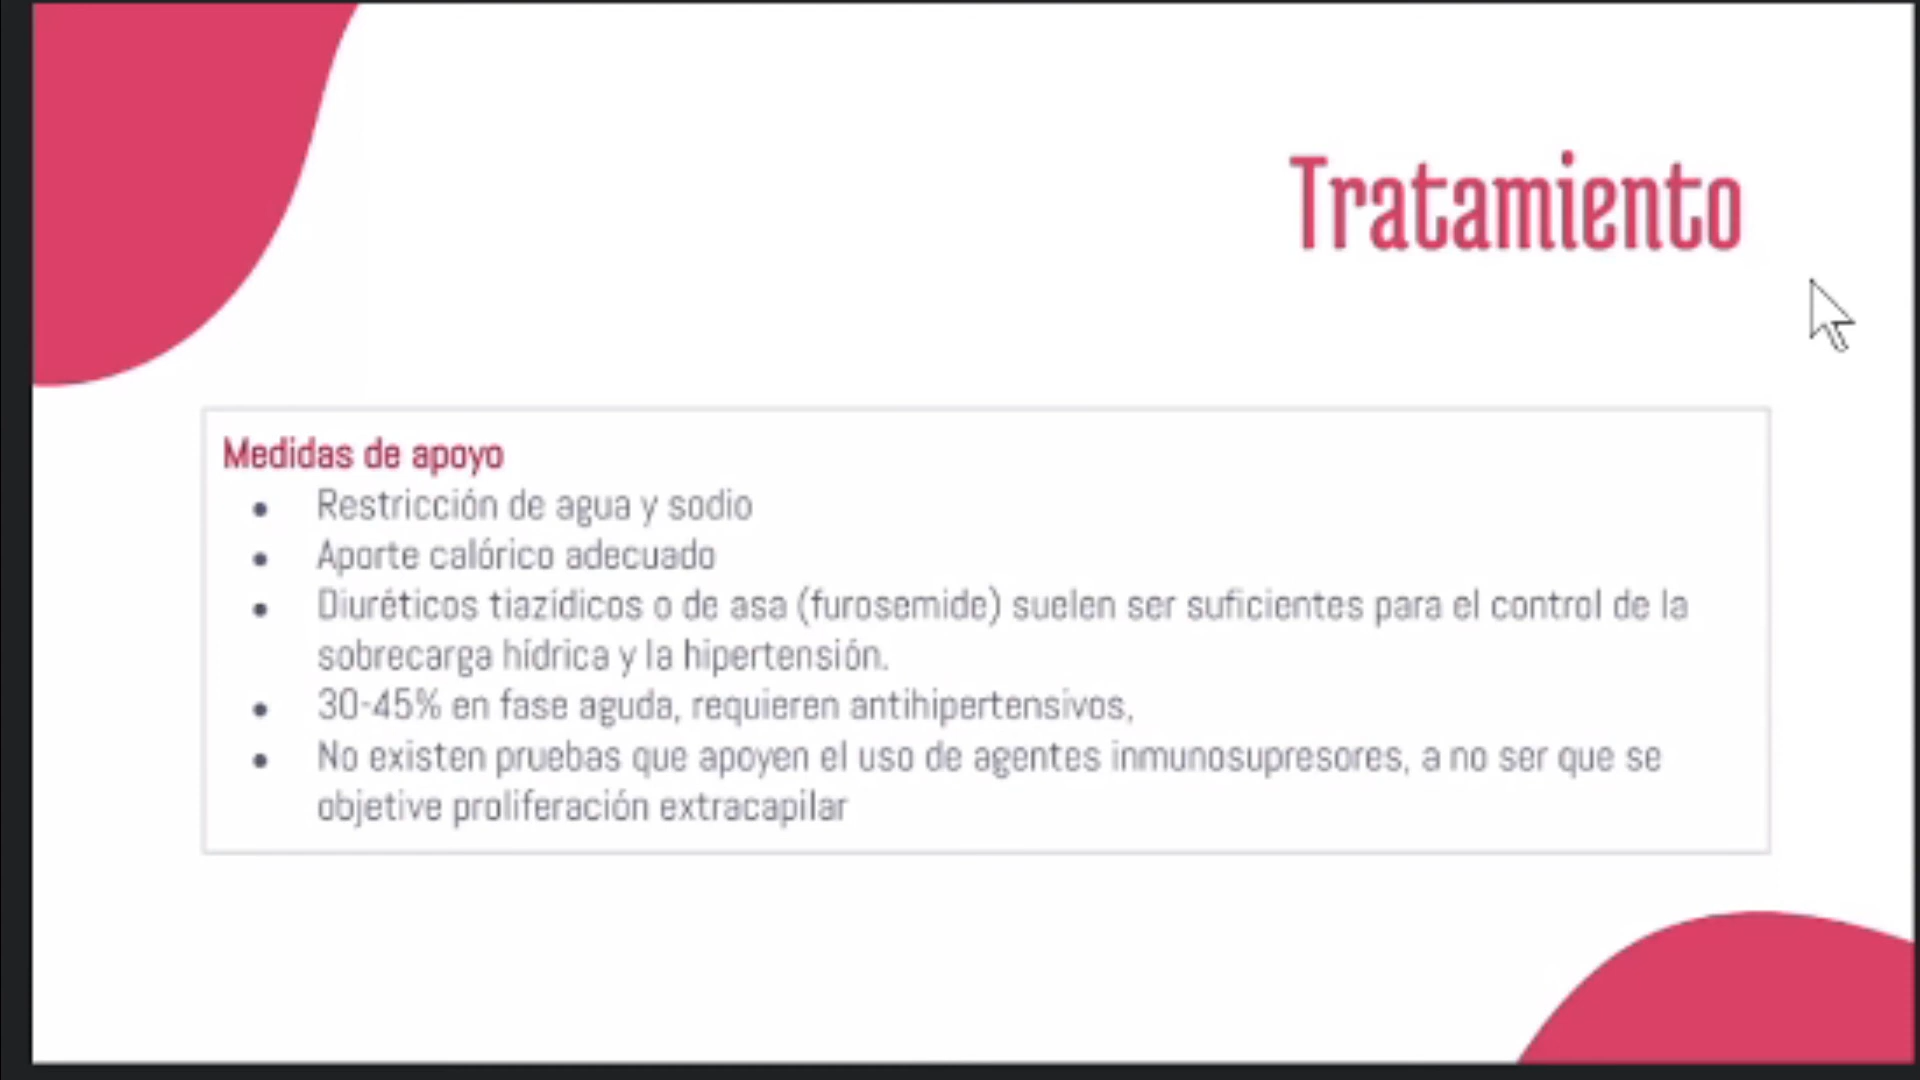 Tratamiento
Medidas de apoyo
● Restricción de agua y sodio
● Aporte calórico adecuado
● Diuréticos tiazídicos o de asa (furosemide) suelen ser suficientes para el control de la
sobrecarga hídrica y la hipertensión.
● 30-45% en fase aguda, requieren antihipertensivos,
● No existen pruebas que apoyen el uso de agentes inmunosupresores, a no ser que se
objetive proliferación extracapilar